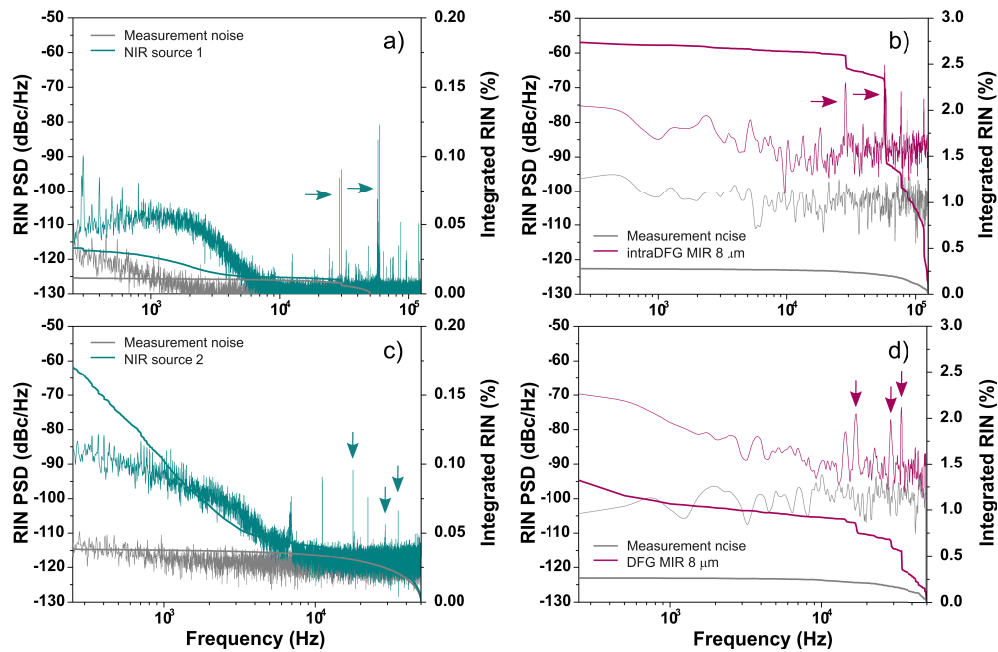 -50
-60
-70
-80
-90
-100
-110
-120
-130
RIN PSD (dBc/Hz)
Measurement noise
NIR source 1
a)
0.20
0.15
0.10
0.05
0.00
Integrated RIN (%)
10³ 10⁴ 10⁵
-50
-60
-70
-80
-90
-100
-110
-120
-130
RIN PSD (dBc/Hz)
b)
Measurement noise
intraDFG MIR 8 μm
3.0
2.5
2.0
1.5
1.0
0.5
0.0
Integrated RIN (%)
10³ 10⁴ 10⁵
-50
-60
-70
-80
-90
-100
-110
-120
-130
RIN PSD (dBc/Hz)
Measurement noise
NIR source 2
c)
0.20
0.15
0.10
0.05
0.00
Integrated RIN (%)
10³ 10⁴
Frequency (Hz)
-50
-60
-70
-80
-90
-100
-110
-120
-130
RIN PSD (dBc/Hz)
d)
Measurement noise
DFG MIR 8 μm
3.0
2.5
2.0
1.5
1.0
0.5
0.0
Integrated RIN (%)
10³ 10⁴
Frequency (Hz)